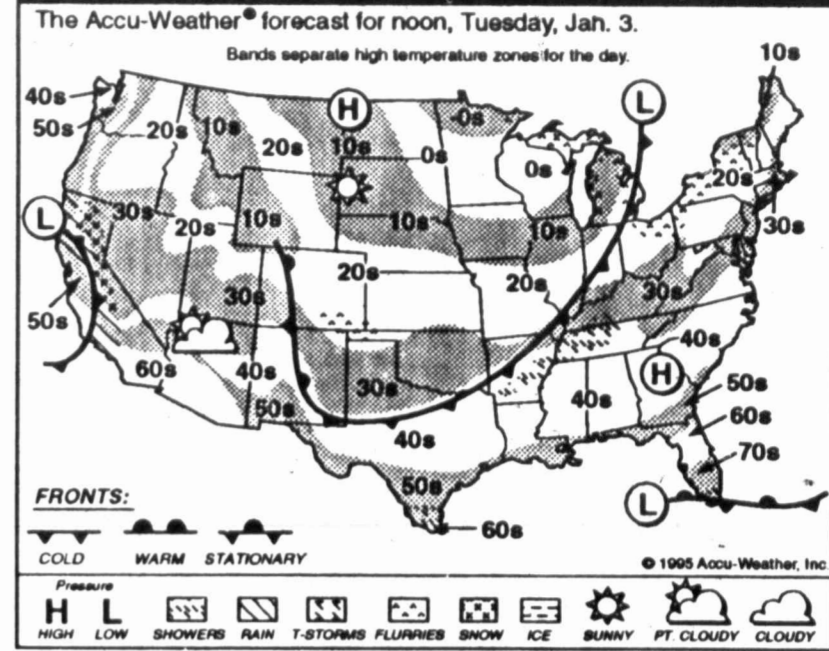 The Accu-Weather® forecast for noon, Tuesday, Jan. 3.
Bands separate high temperature zones for the day.
10s
40s
50s
20s
10s
H
20s
10s
0s
-0s
L
0s
20s
30s
L
30s
20s
10s
10s
10s
50s
30s
20s
20s
30s
60s
40s
50s
30s
40s
40s
H
40s
50s
60s
70s
50s
60s
L
FRONTS:
COLD WARM STATIONARY
© 1995 Accu-Weather, Inc.
Pressure
H L
HIGH LOW SHOWERS RAIN T-STORMS FLURRIES SNOW ICE SUNNY PT. CLOUDY CLOUDY